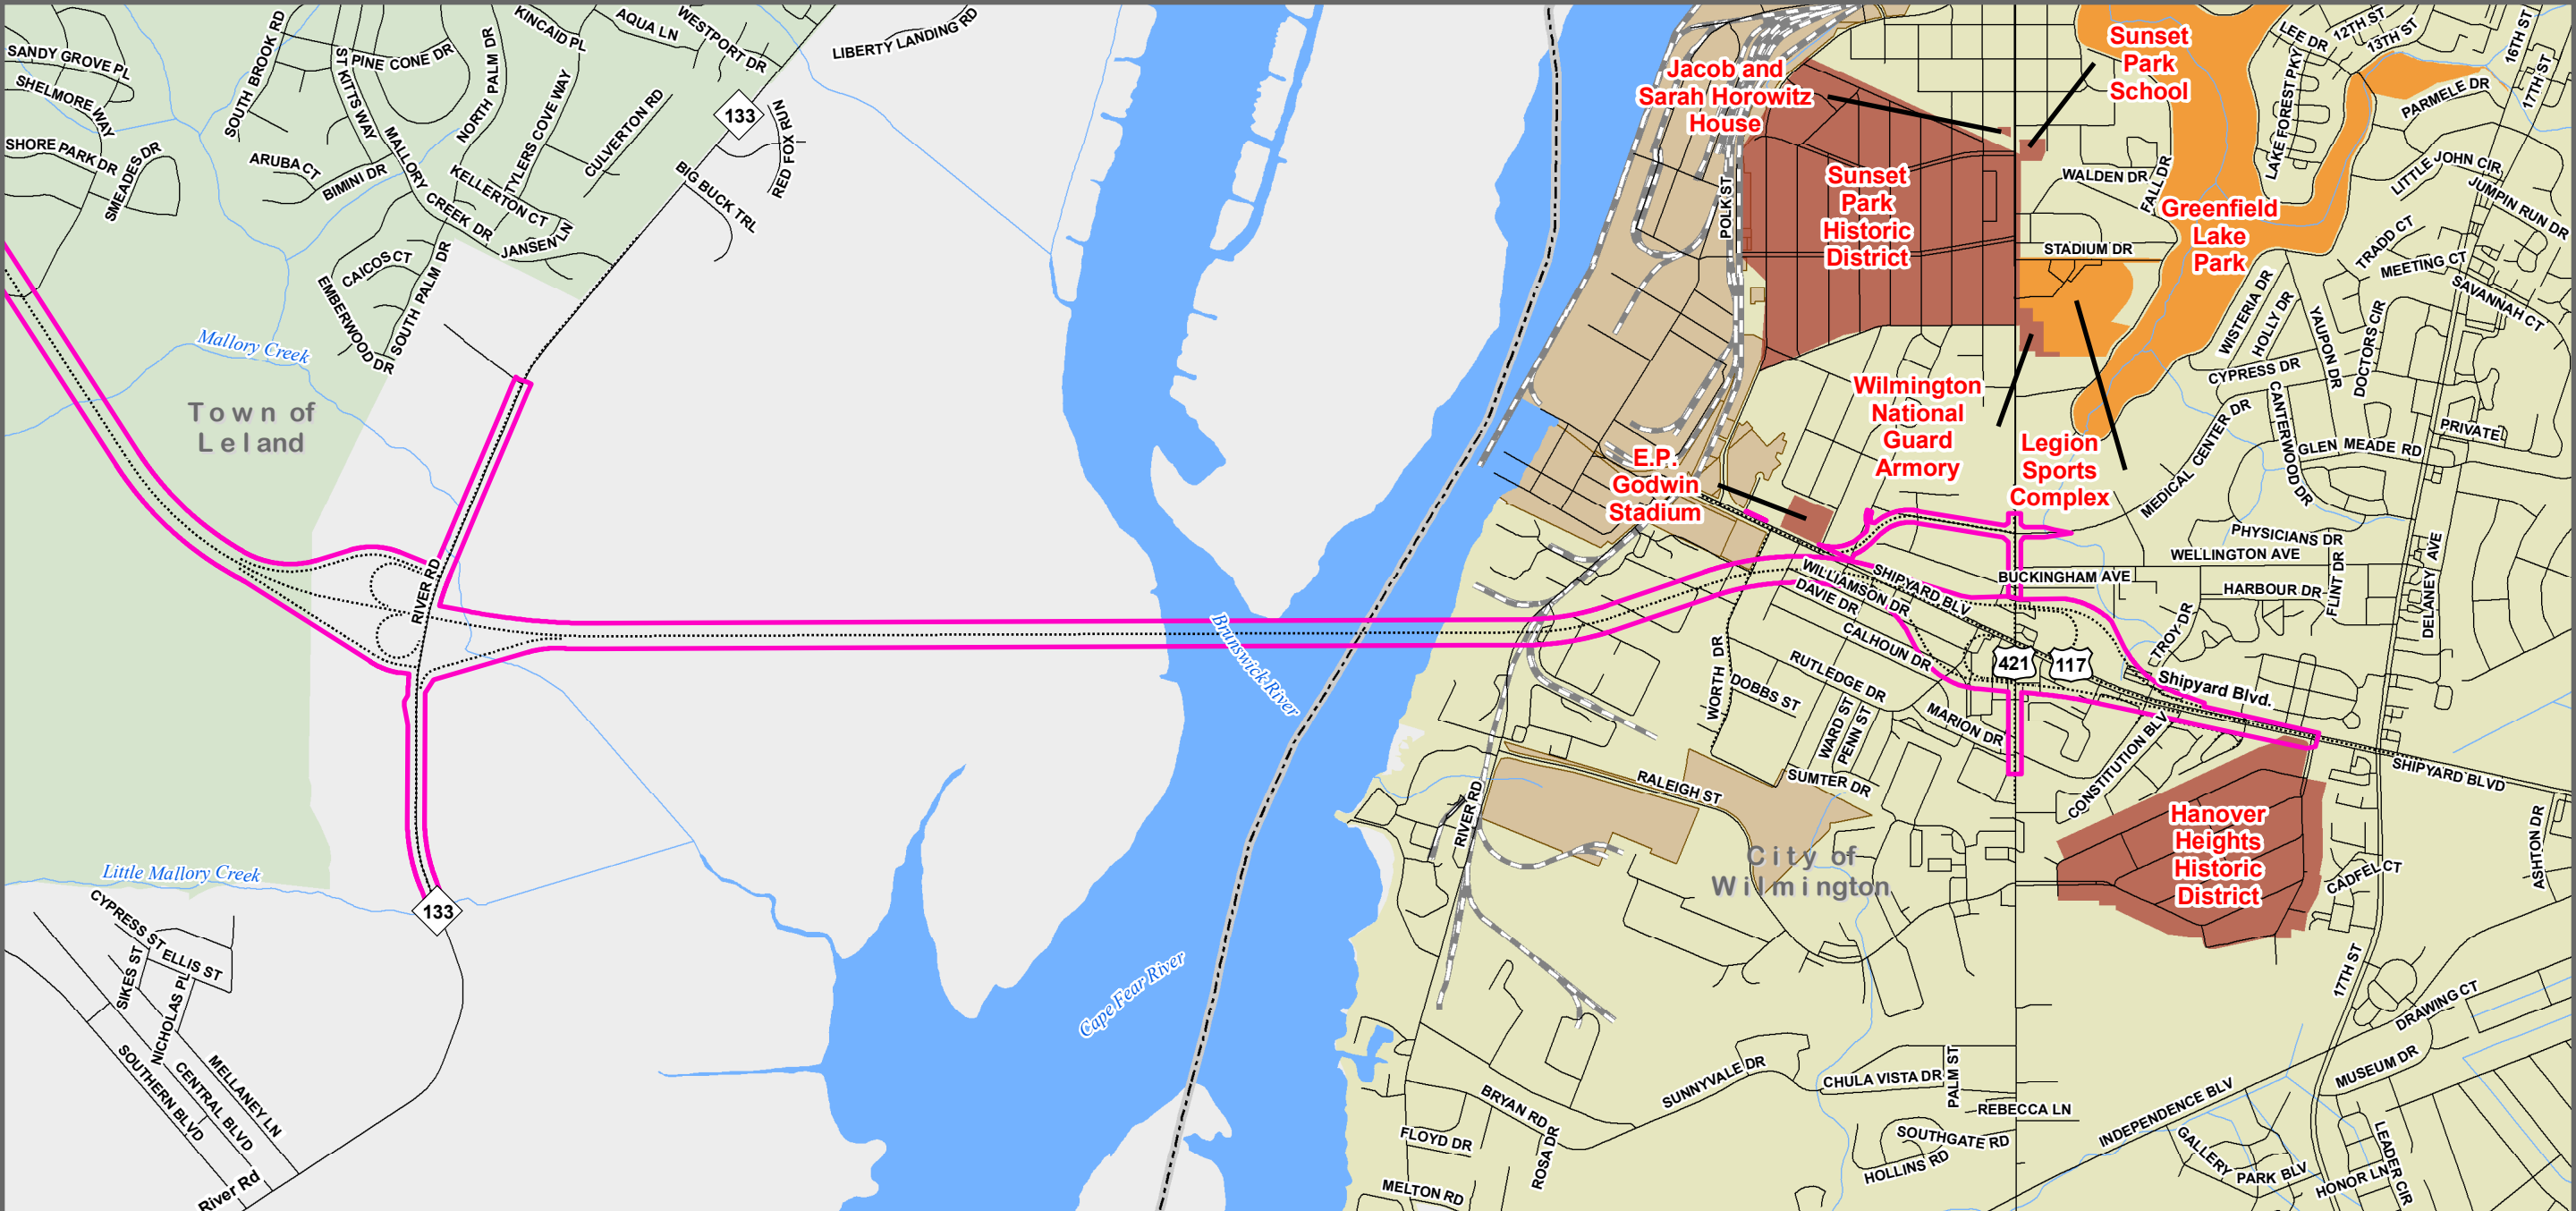 SANDY GROVE PL
SHELMORE WAY
SHORE PARK DR
SMEADES DR
SOUTH BROOK RD
ST KITTS WAY
PINE CONE DR
NORTH PALM DR
KINCAID PL
AQUA LN
WESTPORT DR
LIBERTY LANDING RD
ARUBA CT
BIMINI DR
MALLORY CREEK DR
KELLERTON CT
TYLERS COVE WAY
CULVERTON RD
JANSEN LN
133
RED FOX RUN
BIG BUCK TRL
CAICOS CT
EMBERWOOD DR
SOUTH PALM DR
Mallory Creek
Town of
Leland
RIVER RD
Little Mallory Creek
133
CYPRESS ST
ELLIS ST
SIKES ST
NICHOLAS PL
MELLANEY LN
CENTRAL BLVD
SOUTHERN BLVD
River Rd
Brunswick River
Cape Fear River
Jacob and
Sarah Horowitz
House
Sunset
Park
School
Sunset
Park
Historic
District
POLK ST
Greenfield
Lake
Park
Wilmington
National
Guard
Armory
Legion
Sports
Complex
E.P.
Godwin
Stadium
LEE DR
12TH ST
13TH ST
16TH ST
17TH ST
LAKE FOREST PKY
PARMELE DR
LITTLE JOHN CIR
JUMPIN RUN DR
WALDEN DR
FALL DR
STADIUM DR
TRADD CT
MEETING CT
SAVANNAH CT
WISTERIA DR
HOLLY DR
YAUPON DR
DOCTORS CIR
CYPRESS DR
CANTERWOOD DR
MEDICAL CENTER DR
GLEN MEADE RD
PRIVATE
PHYSICIANS DR
WELLINGTON AVE
BUCKINGHAM AVE
HARBOUR DR
FLINT DR
DELANEY AVE
WILLIAMSON DR
SHIPYARD BLV
DAVIE DR
CALHOUN DR
RUTLEDGE DR
WORTH DR
DOBBS ST
WARD ST
PENN ST
MARION DR
SUMTER DR
RALEIGH ST
RIVER RD
421
117
TROY DR
Shipyard Blvd.
CONSTITUTION BLV
SHIPYARD BLVD
Hanover
Heights
Historic
District
City of
Wilmington
CADFEL CT
ASHTON DR
17TH ST
DRAWING CT
MUSEUM DR
INDEPENDENCE BLV
GALLERY PARK BLV
HONOR LN
LEADER CIR
SUNNYVALE DR
CHULA VISTA DR
PALM ST
REBECCA LN
SOUTHGATE RD
HOLLINS RD
BRYAN RD
FLOYD DR
ROSA DR
MELTON RD